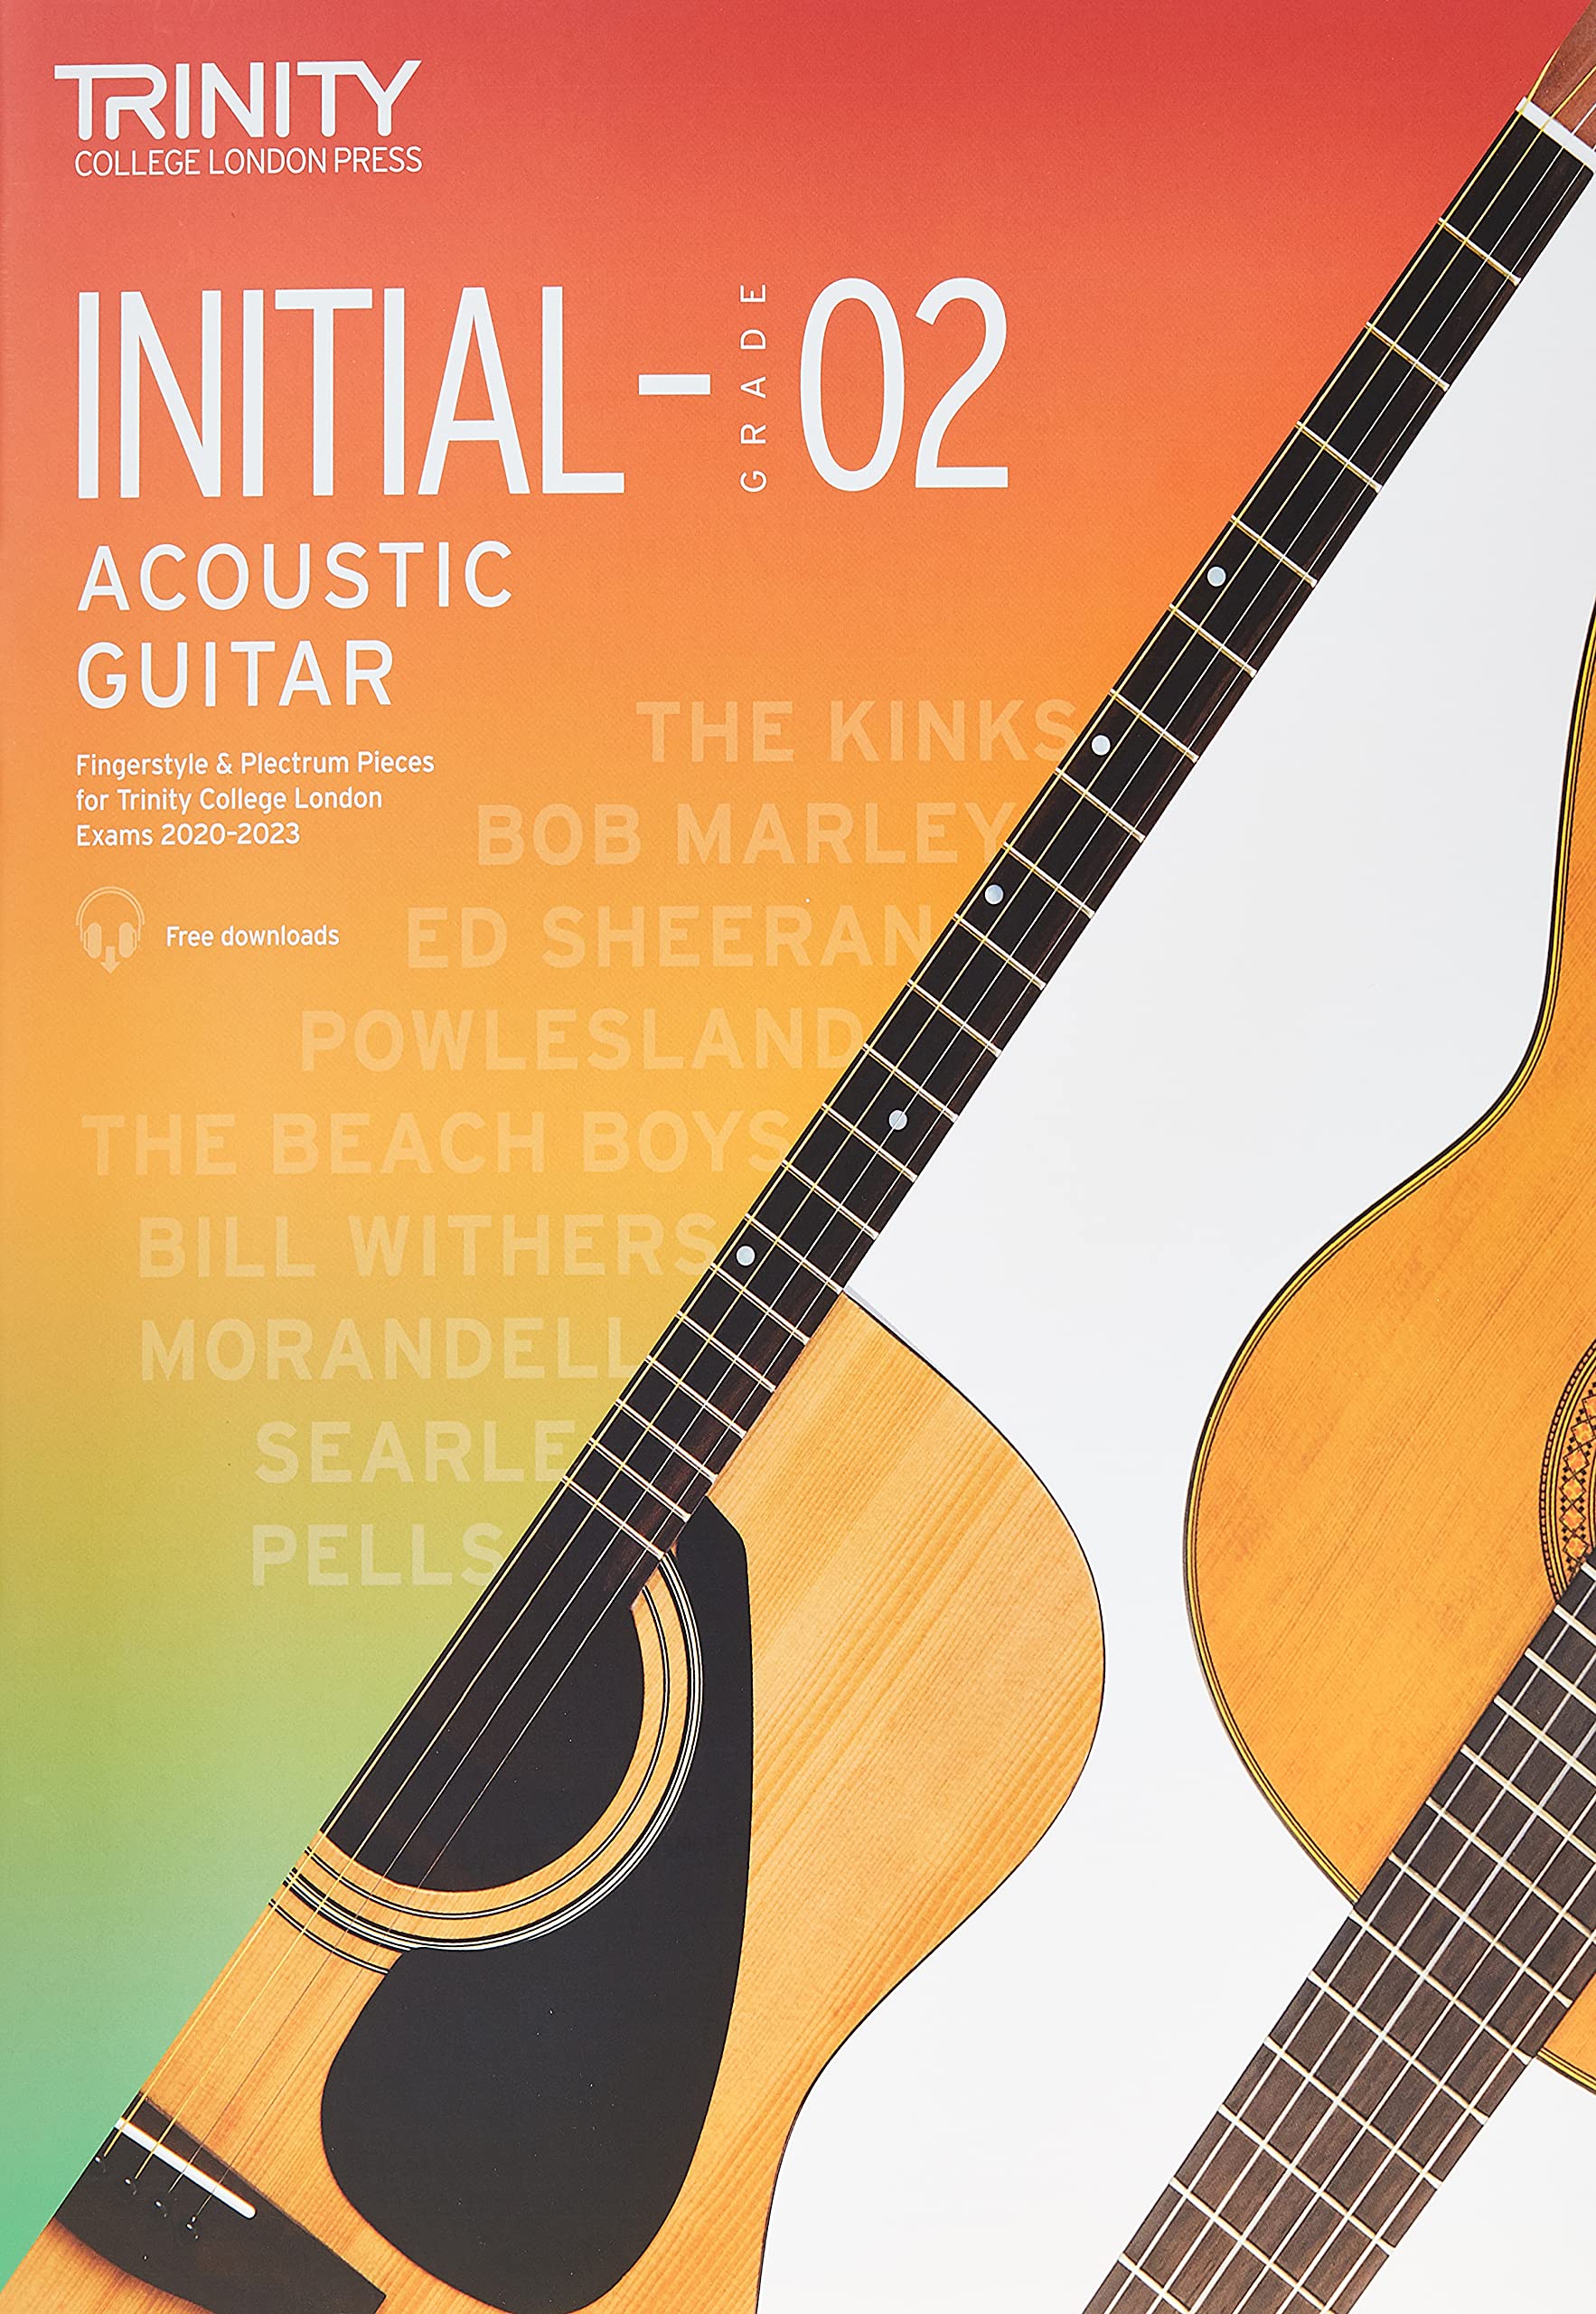 TRINITY
COLLEGE LONDON PRESS
INITIAL-GRADE 02
ACOUSTIC
GUITAR
Fingerstyle & Plectrum Pieces
for Trinity College London
Exams 2020-2023
Free downloads
THE KINKS
BOB MARLEY
ED SHEERAN
POWLESLAND
THE BEACH BOYS
BILL WITHERS
MORANDELL
SEARLE
PELLS